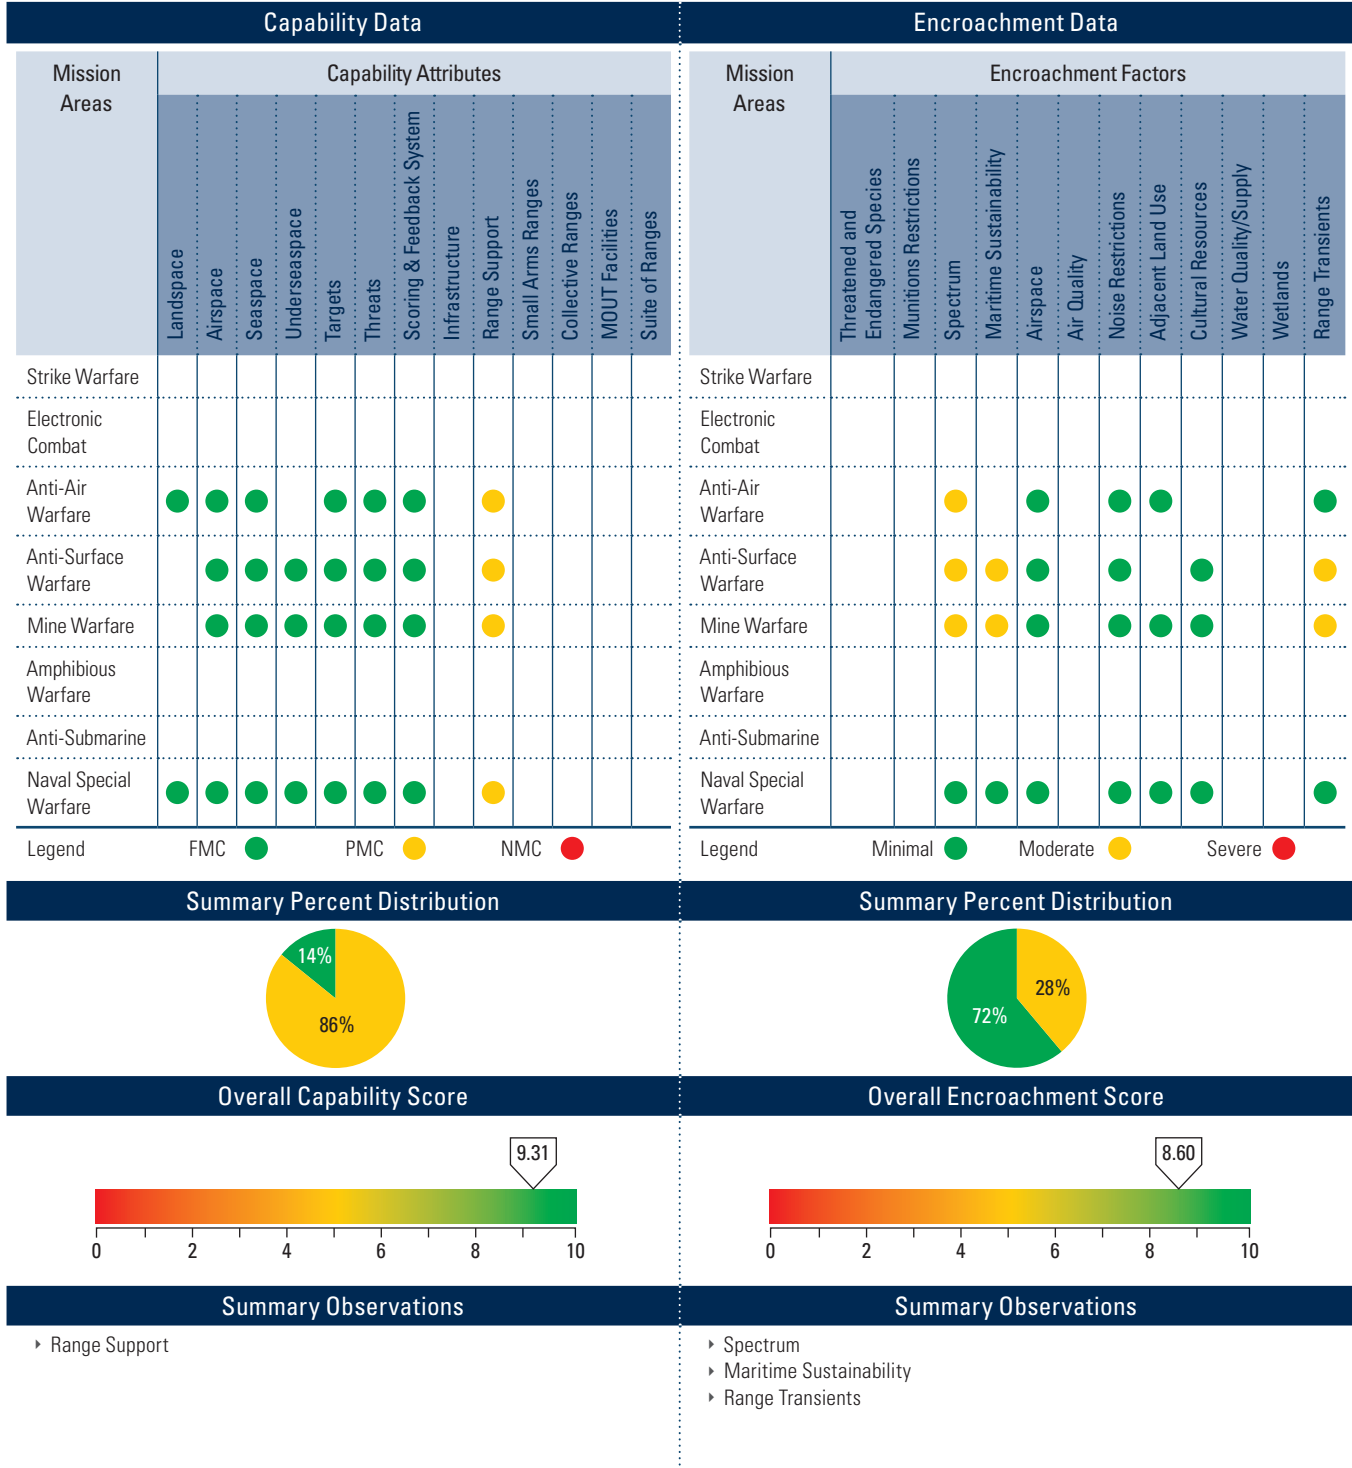 Capability Data
Mission
Areas
Capability Attributes
Landspace
Airspace
Seaspace
Underseaspace
Targets
Threats
Scoring & Feedback System
Infrastructure
Range Support
Small Arms Ranges
Collective Ranges
MOUT Facilities
Suite of Ranges
Strike Warfare
Electronic
Combat
Anti-Air
Warfare
Anti-Surface
Warfare
Mine Warfare
Amphibious
Warfare
Anti-Submarine
Naval Special
Warfare
Legend FMC PMC NMC
Summary Percent Distribution
14%
86%
Overall Capability Score
9.31
0 2 4 6 8 10
Summary Observations
‣ Range Support
Encroachment Data
Mission
Areas
Encroachment Factors
Threatened and
Endangered Species
Munitions Restrictions
Spectrum
Maritime Sustainability
Airspace
Air Quality
Noise Restrictions
Adjacent Land Use
Cultural Resources
Water Quality/Supply
Wetlands
Range Transients
Strike Warfare
Electronic
Combat
Anti-Air
Warfare
Anti-Surface
Warfare
Mine Warfare
Amphibious
Warfare
Anti-Submarine
Naval Special
Warfare
Legend Minimal Moderate Severe
Summary Percent Distribution
28%
72%
Overall Encroachment Score
8.60
0 2 4 6 8 10
Summary Observations
‣ Spectrum
‣ Maritime Sustainability
‣ Range Transients